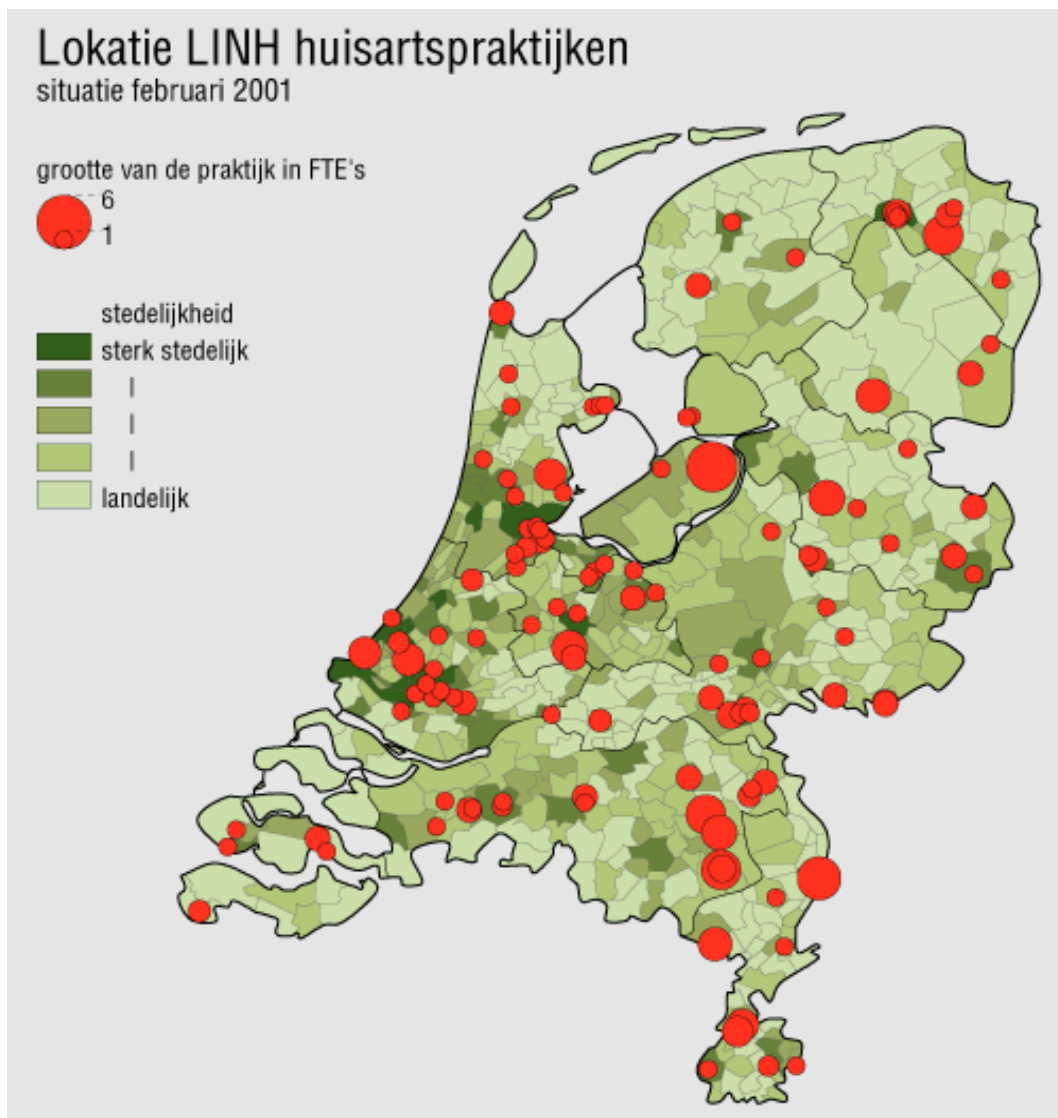 Lokatie LINH huisartspraktijken
situatie februari 2001
grootte van de praktijk in FTE's
6
1
stedelijkheid
sterk stedelijk
landelijk